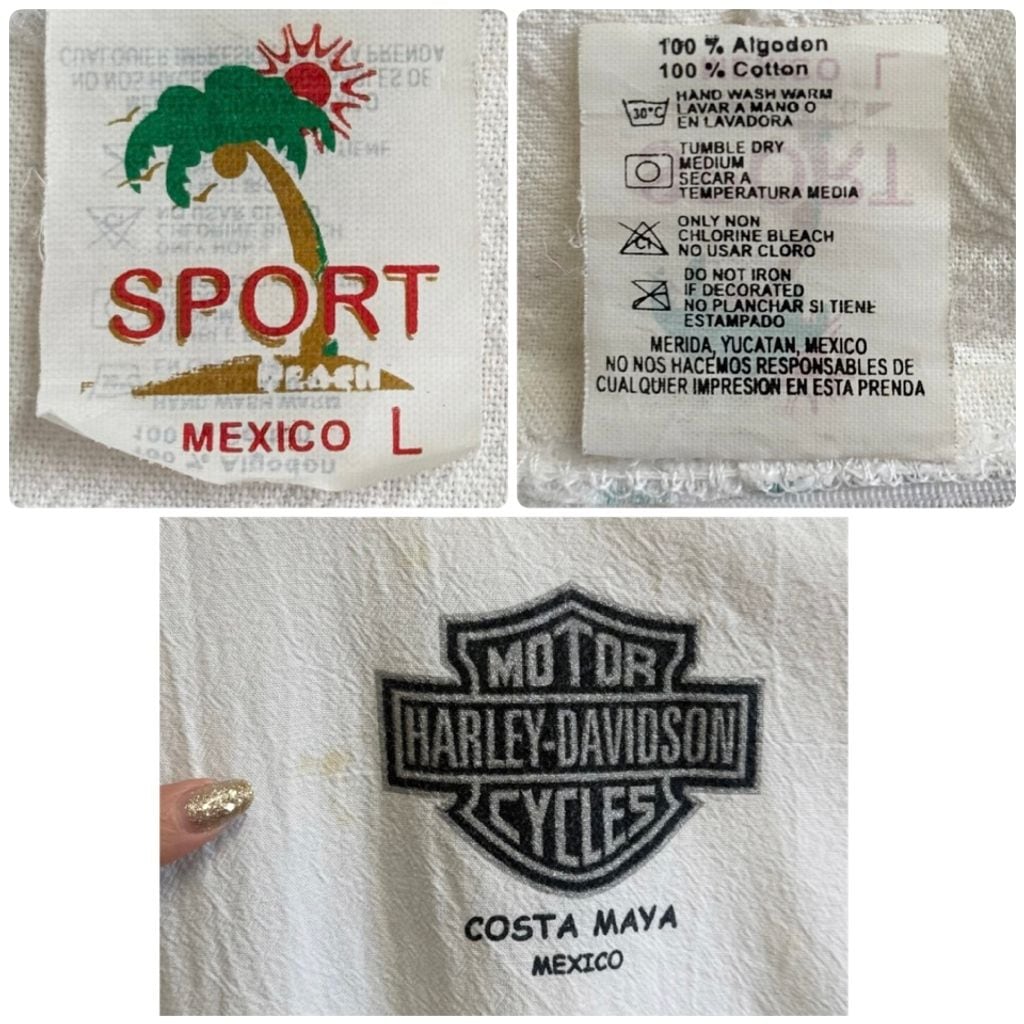 SPORT
BEACH
MEXICO L
100 % Algodon
100 % Cotton
30°C
HAND WASH WARM
LAVAR A MANO O
EN LAVADORA
TUMBLE DRY
MEDIUM
SECAR A
TEMPERATURA MEDIA
Cl
ONLY NON
CHLORINE BLEACH
NO USAR CLORO
DO NOT IRON
IF DECORATED
NO PLANCHAR SI TIENE
ESTAMPADO
MERIDA, YUCATAN, MEXICO
NO NOS HACEMOS RESPONSABLES DE
CUALQUIER IMPRESION EN ESTA PRENDA
MOTOR
HARLEY-DAVIDSON
CYCLES
COSTA MAYA
MEXICO